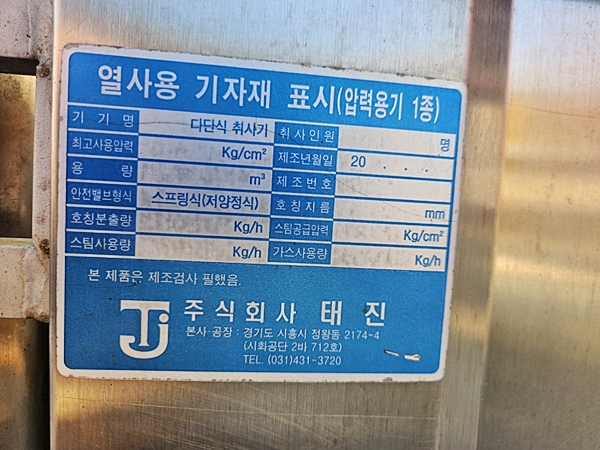 열사용 기자재 표시(압력용기 1종)
기 기 명 다단식 취사기 취 사 인 원 명
최고사용압력 Kg/cm² 제조년월일 20 . . .
용 량 m³ 제 조 번 호
안전밸브형식 스프링식(저양정식) 호 칭 지 름 mm
호칭분출량 Kg/h 스팀공급압력 Kg/cm²
스팀사용량 Kg/h 가스사용량 Kg/h
본 제품은 제조검사 필했음.
TJ 주식회사 태진
본사·공장 : 경기도 시흥시 정왕동 2174-4
(시화공단 2바 712호)
TEL. (031)431-3720